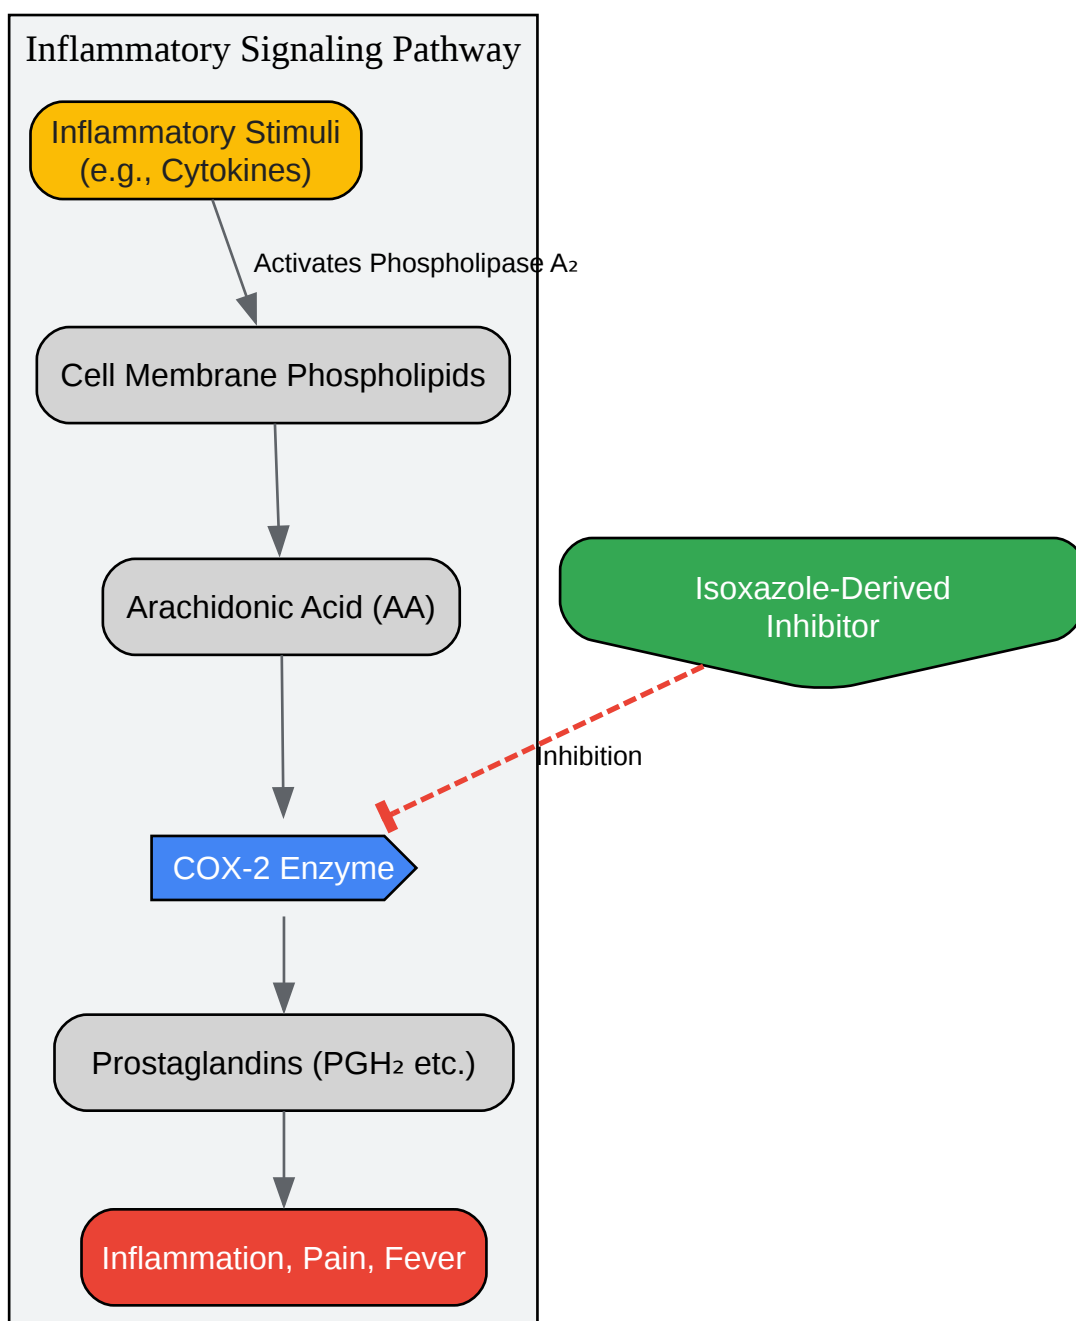 Inflammatory Signaling Pathway
Inflammatory Stimuli
(e.g., Cytokines)
Activates Phospholipase A₂
Cell Membrane Phospholipids
Arachidonic Acid (AA)
Isoxazole-Derived
Inhibitor
Inhibition
COX-2 Enzyme
Prostaglandins (PGH₂ etc.)
Inflammation, Pain, Fever